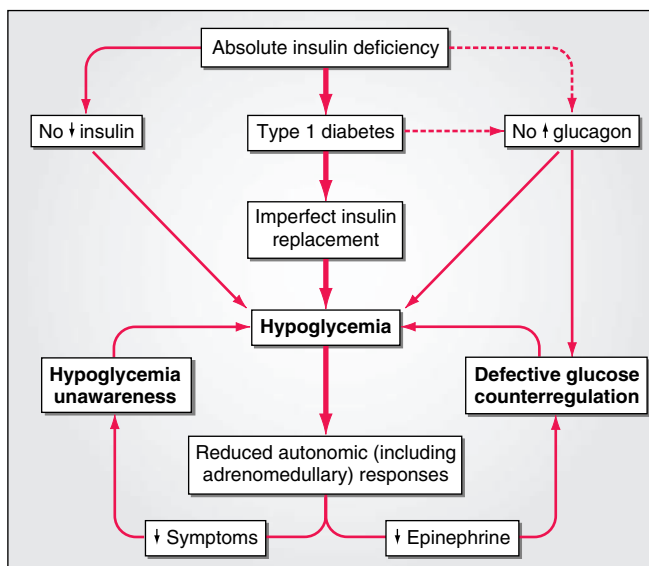 Absolute insulin deficiency
No ↓ insulin
Type 1 diabetes
No ↑ glucagon
Imperfect insulin
replacement
Hypoglycemia
Hypoglycemia
unawareness
Defective glucose
counterregulation
Reduced autonomic (including
adrenomedullary) responses
↓ Symptoms
↓ Epinephrine